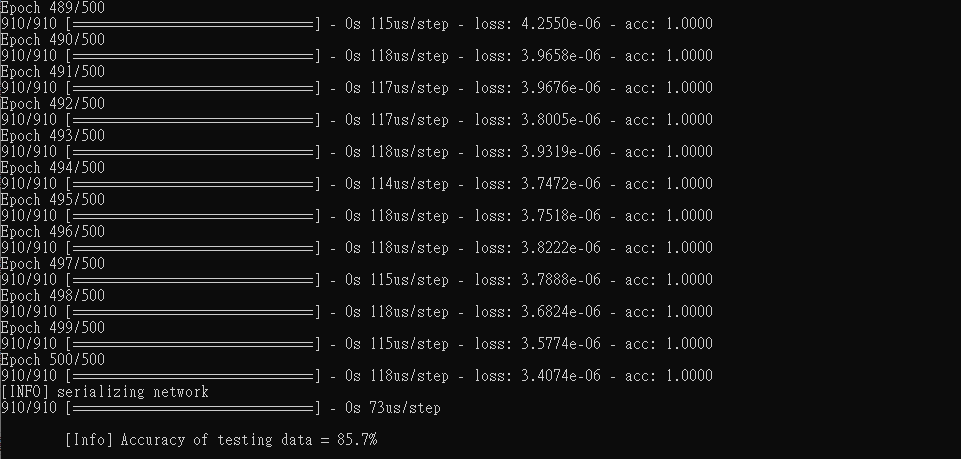 Epoch 489/500
910/910 [==============================] - 0s 115us/step - loss: 4.2550e-06 - acc: 1.0000
Epoch 490/500
910/910 [==============================] - 0s 118us/step - loss: 3.9658e-06 - acc: 1.0000
Epoch 491/500
910/910 [==============================] - 0s 117us/step - loss: 3.9676e-06 - acc: 1.0000
Epoch 492/500
910/910 [==============================] - 0s 117us/step - loss: 3.8005e-06 - acc: 1.0000
Epoch 493/500
910/910 [==============================] - 0s 118us/step - loss: 3.9319e-06 - acc: 1.0000
Epoch 494/500
910/910 [==============================] - 0s 114us/step - loss: 3.7472e-06 - acc: 1.0000
Epoch 495/500
910/910 [==============================] - 0s 118us/step - loss: 3.7518e-06 - acc: 1.0000
Epoch 496/500
910/910 [==============================] - 0s 118us/step - loss: 3.8222e-06 - acc: 1.0000
Epoch 497/500
910/910 [==============================] - 0s 115us/step - loss: 3.7888e-06 - acc: 1.0000
Epoch 498/500
910/910 [==============================] - 0s 118us/step - loss: 3.6824e-06 - acc: 1.0000
Epoch 499/500
910/910 [==============================] - 0s 115us/step - loss: 3.5774e-06 - acc: 1.0000
Epoch 500/500
910/910 [==============================] - 0s 118us/step - loss: 3.4074e-06 - acc: 1.0000
[INFO] serializing network
910/910 [==============================] - 0s 73us/step
[Info] Accuracy of testing data = 85.7%